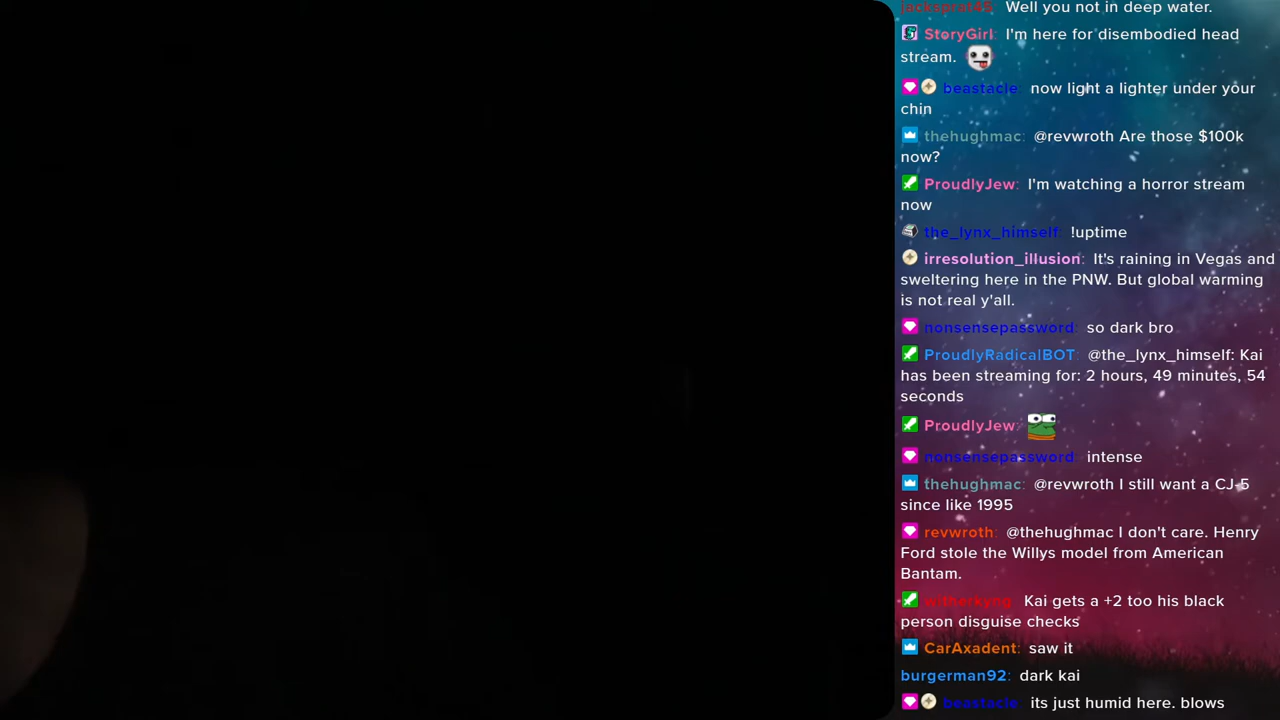 jacksprat45: Well you not in deep water.
StoryGirl: I'm here for disembodied head
stream.
beastacle: now light a lighter under your
chin
thehughmac: @revwroth Are those $100k
now?
ProudlyJew: I'm watching a horror stream
now
the_lynx_himself: !uptime
irresolution_illusion: It's raining in Vegas and
sweltering here in the PNW. But global warming
is not real y'all.
nonsensepassword: so dark bro
ProudlyRadicalBOT: @the_lynx_himself: Kai
has been streaming for: 2 hours, 49 minutes, 54
seconds
ProudlyJew:
nonsensepassword: intense
thehughmac: @revwroth I still want a CJ-5
since like 1995
revwroth: @thehughmac I don't care. Henry
Ford stole the Willys model from American
Bantam.
witherkyng: Kai gets a +2 too his black
person disguise checks
CarAxadent: saw it
burgerman92: dark kai
beastacle: its just humid here. blows